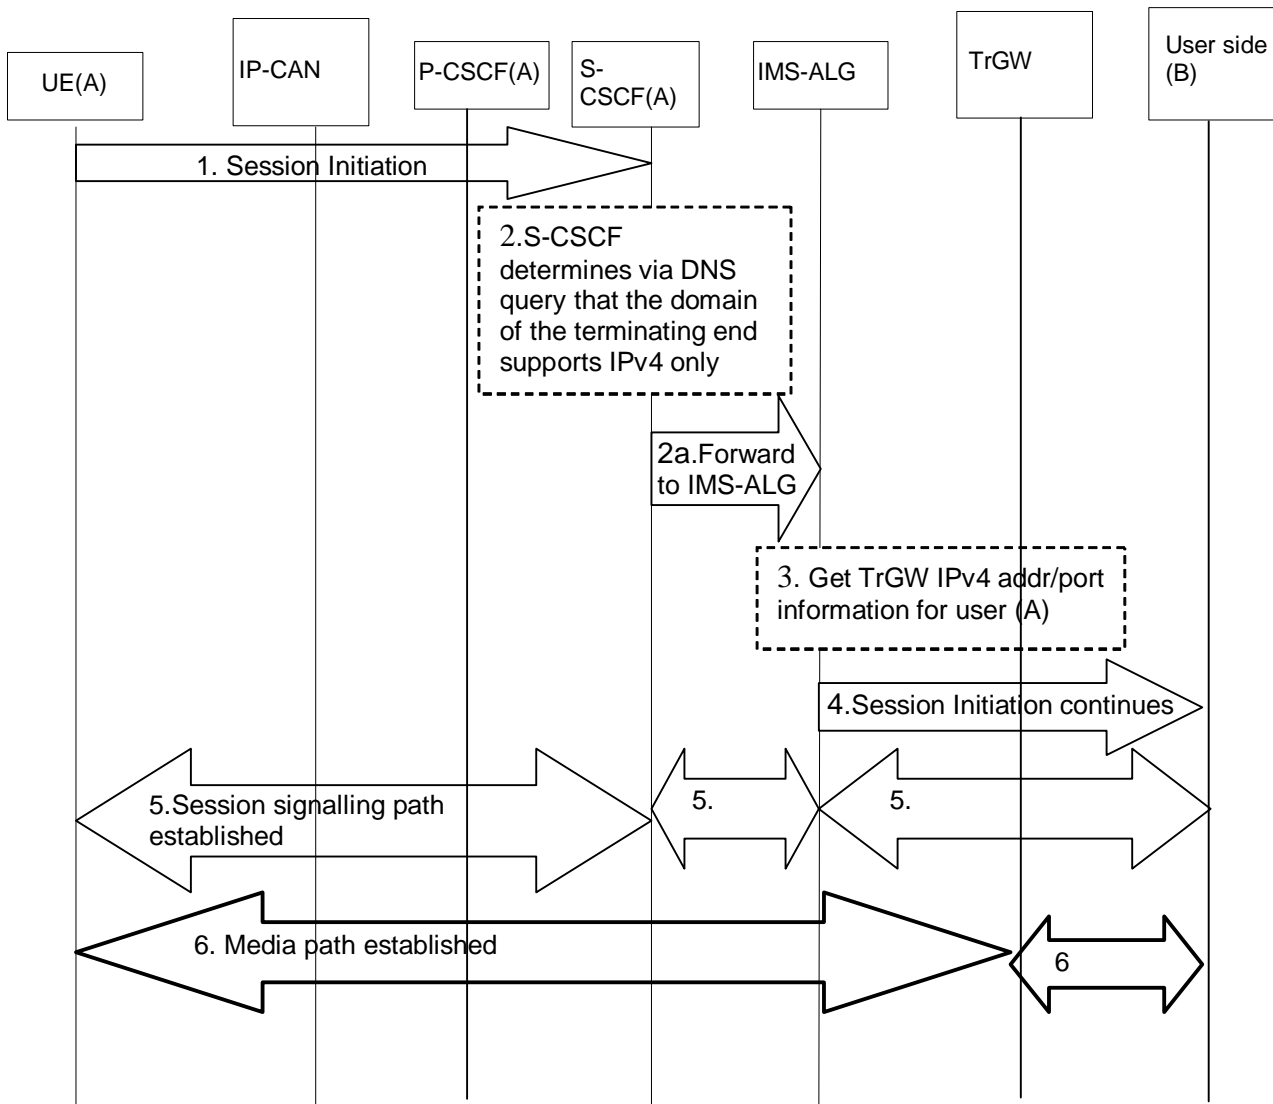 UE(A)
IP-CAN
P-CSCF(A)
S-
CSCF(A)
IMS-ALG
TrGW
User side
(B)
1. Session Initiation
2.S-CSCF
determines via DNS
query that the domain
of the terminating end
supports IPv4 only
2a.Forward
to IMS-ALG
3. Get TrGW IPv4 addr/port
information for user (A)
4.Session Initiation continues
5.Session signalling path
established
5.
5.
6. Media path established
6